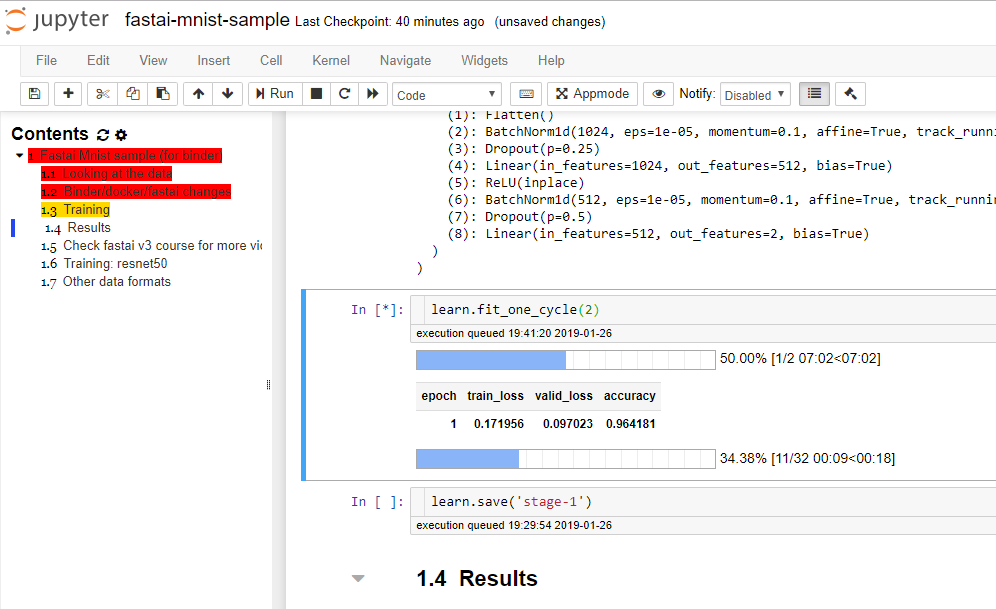 jupyter fastai-mnist-sample Last Checkpoint: 40 minutes ago (unsaved changes)
File Edit View Insert Cell Kernel Navigate Widgets Help
Run Code Appmode Notify: Disabled
Contents
1 Fastai Mnist sample (for binder)
1.1 Looking at the data
1.2 Binder/docker/fastai changes
1.3 Training
1.4 Results
1.5 Check fastai v3 course for more
1.6 Training: resnet50
1.7 Other data formats
(1): Flatten()
(2): BatchNorm1d(1024, eps=1e-05, momentum=0.1, affine=True,
(3): Dropout(p=0.25)
(4): Linear(in_features=1024, out_features=512, bias=True)
(5): ReLU(inplace)
(6): BatchNorm1d(512, eps=1e-05, momentum=0.1, affine=True,
(7): Dropout(p=0.5)
(8): Linear(in_features=512, out_features=2, bias=True)
)
)
In [*]: learn.fit_one_cycle(2)
execution queued 19:41:20 2019-01-26
50.00% [1/2 07:02<07:02]
epoch train_loss valid_loss accuracy
1 0.171956 0.097023 0.964181
34.38% [11/32 00:09<00:18]
In [ ]: learn.save('stage-1')
execution queued 19:29:54 2019-01-26
1.4 Results